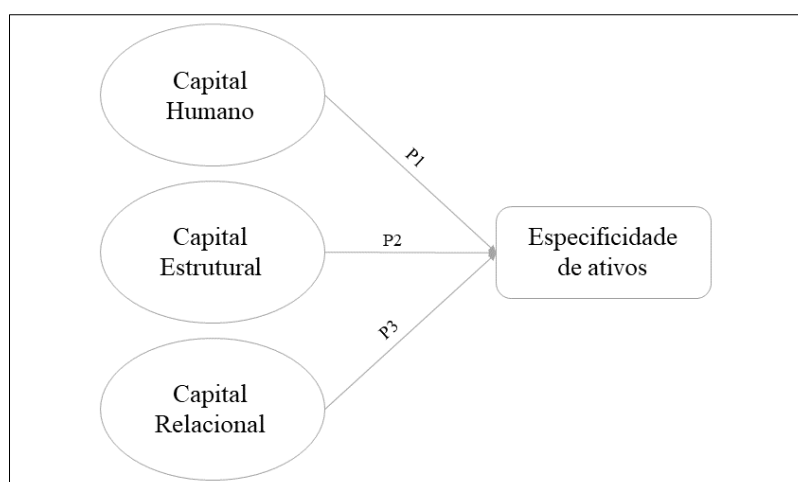 Capital
Humano
P1
Capital
Estrutural
P2
Especificidade
de ativos
P3
Capital
Relacional